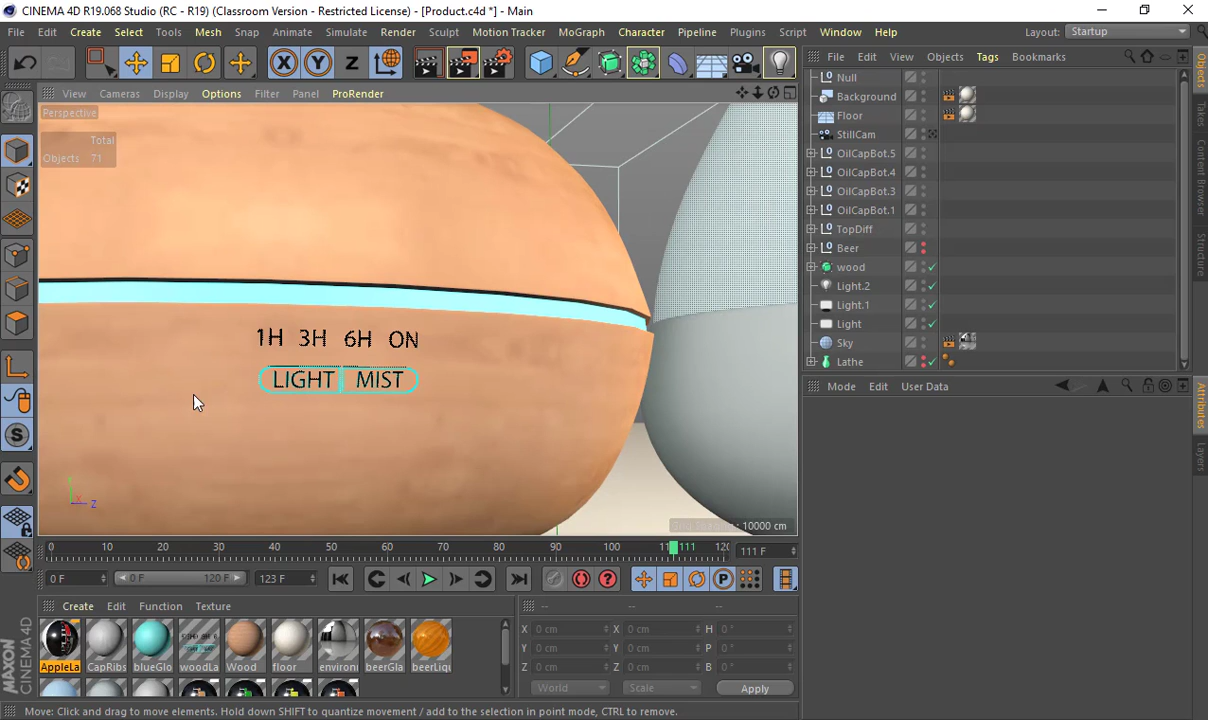 CINEMA 4D R19.068 Studio (RC - R19) (Classroom Version - Restricted License) - [Product.c4d *] - Main
File Edit Create Select Tools Mesh Snap Animate Simulate Render Sculpt Motion Tracker MoGraph Character Pipeline Plugins Script Window Help Layout: Startup
X Y Z
File Edit View Objects Tags Bookmarks
View Cameras Display Options Filter Panel ProRender
Perspective
Total
Objects 71
1H 3H 6H ON
LIGHT MIST
Y X Z
10000 cm
Null
Background
Floor
StillCam
OilCapBot.5
OilCapBot.4
OilCapBot.3
OilCapBot.1
TopDiff
Beer
wood
Light.2
Light.1
Light
Sky
Lathe
Mode Edit User Data
Objects
Takes
Content Browser
Structure
Attributes
Layers
0 10 20 30 40 50 60 70 80 90 100 11 111 120 111 F
0 F 0 F 120 F 123 F
Create Edit Function Texture
AppleLa CapRibs blueGlo woodLa Wood floor environ beerGla beerLiqu
-- -- --
X 0 cm X 0 cm H 0 °
Y 0 cm Y 0 cm P 0 °
Z 0 cm Z 0 cm B 0 °
World Scale Apply
MAXON
CINEMA 4D
Move: Click and drag to move elements. Hold down SHIFT to quantize movement / add to the selection in point mode, CTRL to remove.